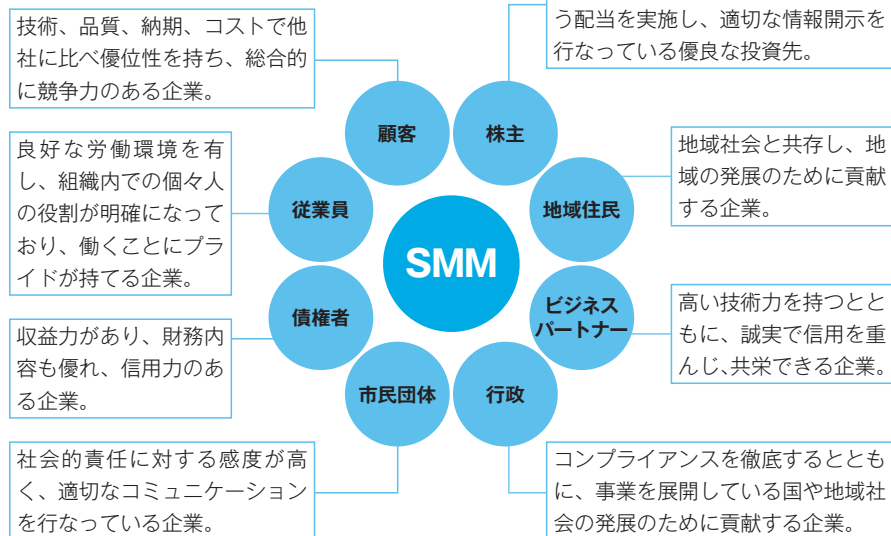 技術、品質、納期、コストで他
社に比べ優位性を持ち、総合的
に競争力のある企業。
う配当を実施し、適切な情報開示を
行なっている優良な投資先。
顧客
株主
良好な労働環境を有
し、組織内での個々人
の役割が明確になって
おり、働くことにプラ
イドが持てる企業。
従業員
地域住民
地域社会と共存し、地
域の発展のために貢献
する企業。
SMM
収益力があり、財務内
容も優れ、信用力のあ
る企業。
債権者
ビジネス
パートナー
高い技術力を持つとと
もに、誠実で信用を重
んじ、共栄できる企業。
市民団体
行政
社会的責任に対する感度が高
く、適切なコミュニケーション
を行なっている企業。
コンプライアンスを徹底するととも
に、事業を展開している国や地域社
会の発展のために貢献する企業。